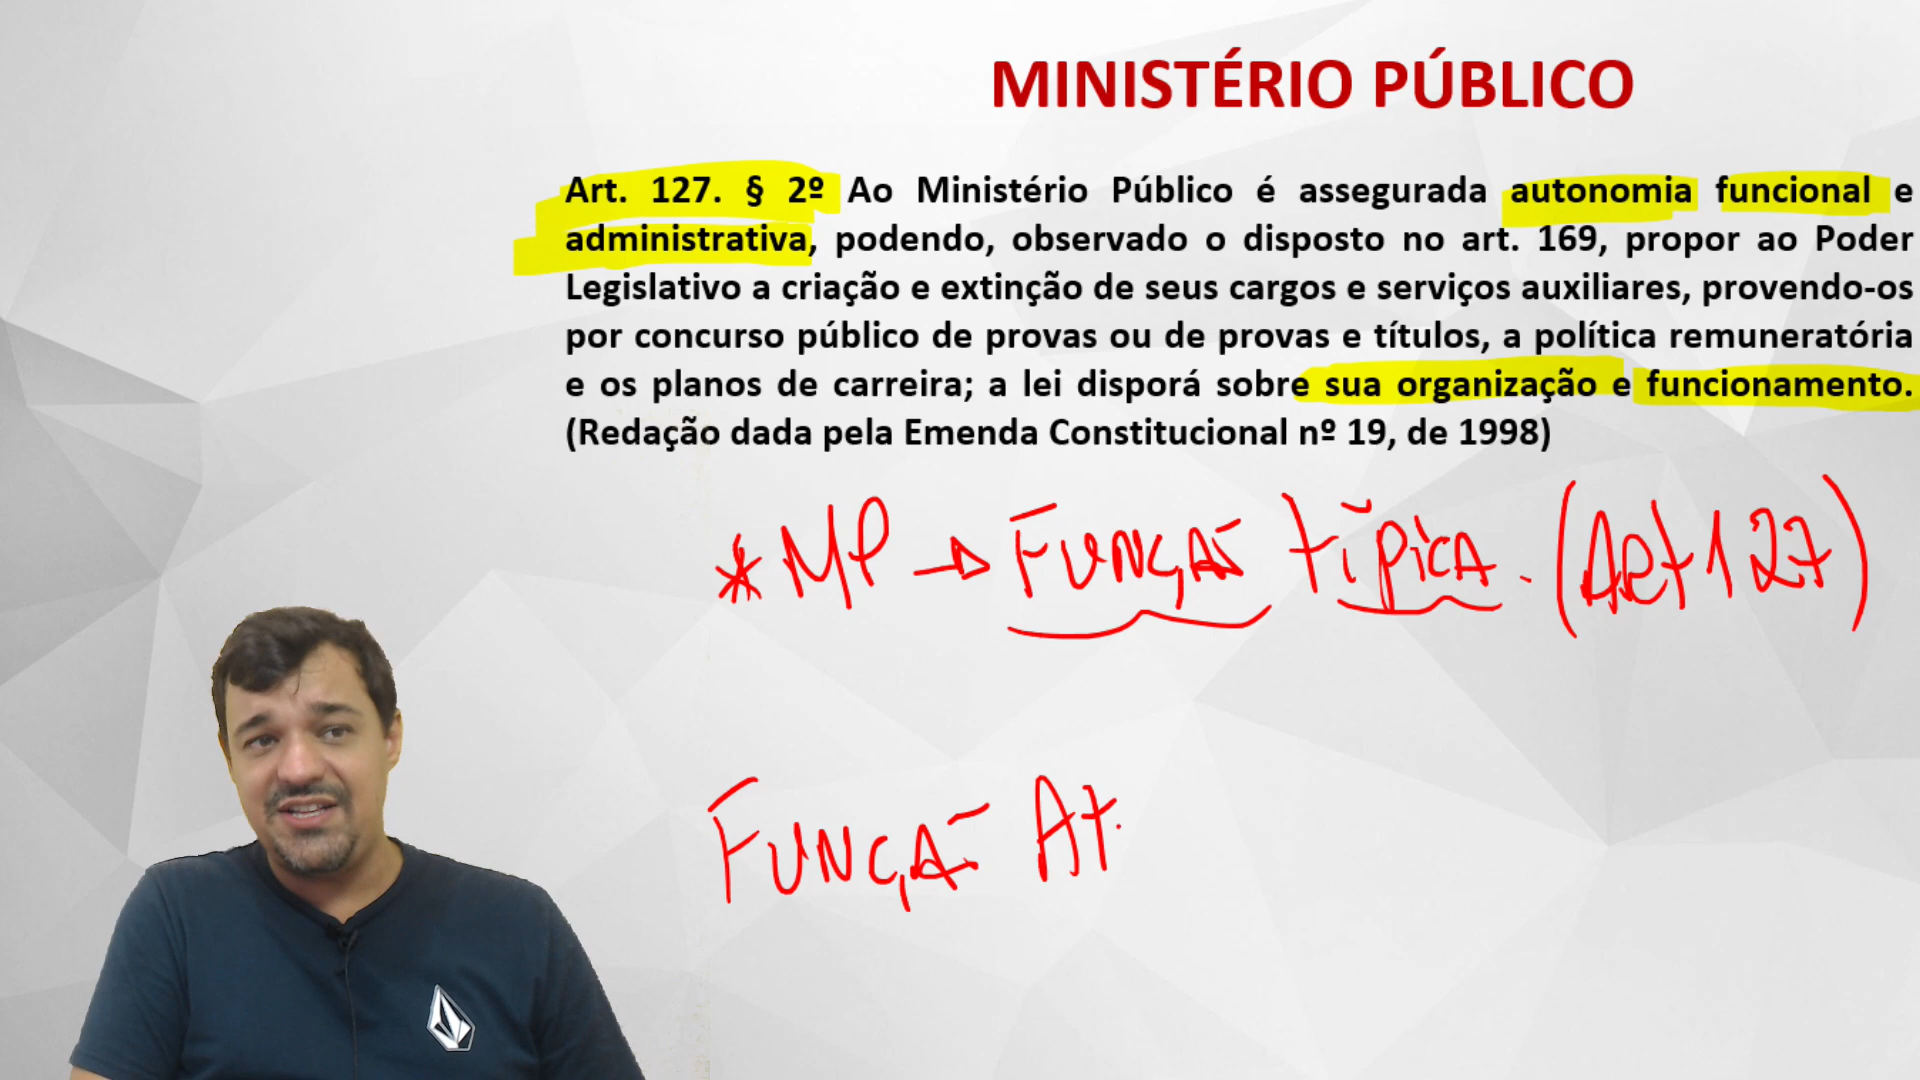 MINISTÉRIO PÚBLICO
Art. 127. § 2º Ao Ministério Público é assegurada autonomia funcional e
administrativa, podendo, observado o disposto no art. 169, propor ao Poder
Legislativo a criação e extinção de seus cargos e serviços auxiliares, provendo-os
por concurso público de provas ou de provas e títulos, a política remuneratória
e os planos de carreira; a lei disporá sobre sua organização e funcionamento.
(Redação dada pela Emenda Constitucional nº 19, de 1998)
* MP → Função típica. (Art 127)
Função At.